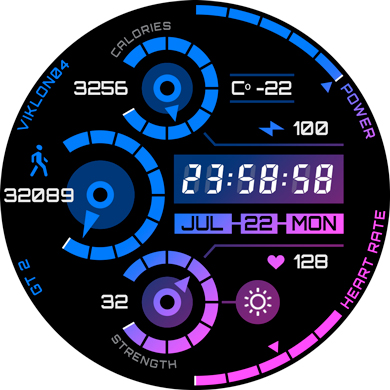 CALORIES
VIKLON04
3256
Cº -22
POWER
100
32089
23:58:58
JUL 22 MON
GT 2
HEART RATE
128
32
STRENGTH